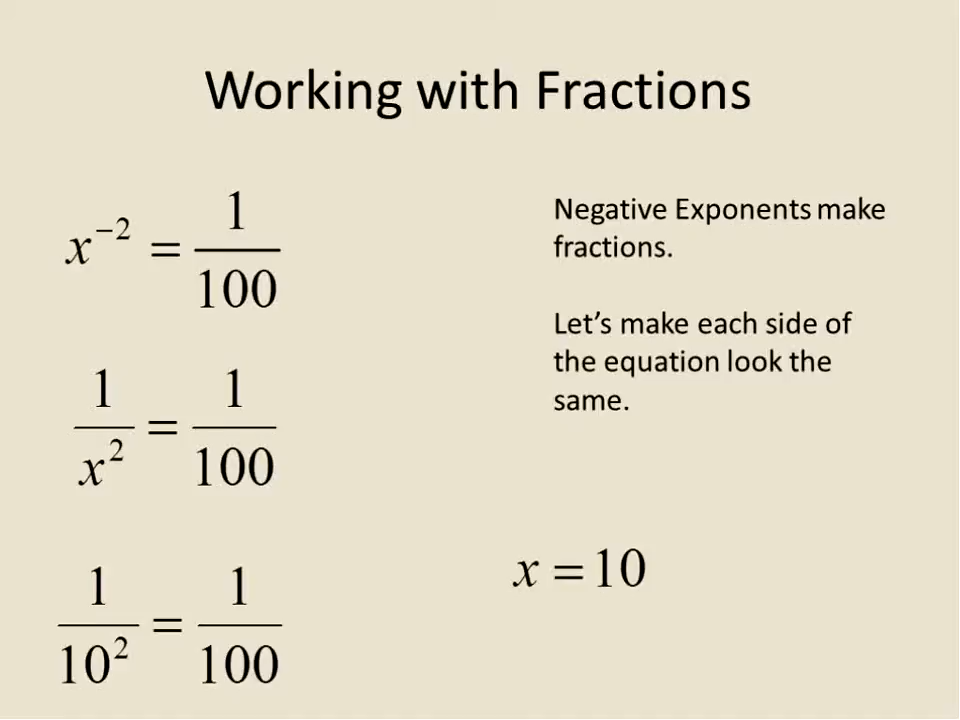 Working with Fractions
x⁻² = 1/100
Negative Exponents make
fractions.
Let's make each side of
the equation look the
same.
1/x² = 1/100
1/10² = 1/100
x = 10